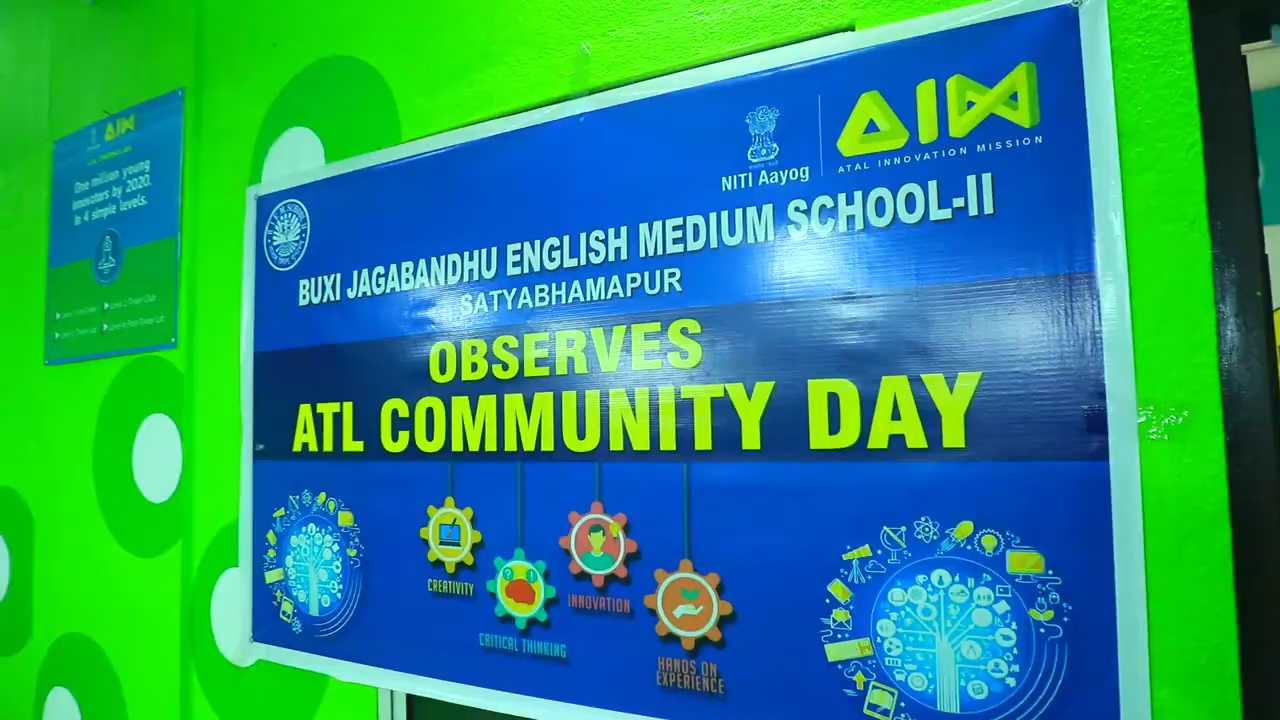 AIM
One million young
innovators by 2020.
In 4 simple levels.
NITI Aayog
AIM
ATAL INNOVATION MISSION
BUXI JAGABANDHU ENGLISH MEDIUM SCHOOL-II
SATYABHAMAPUR
OBSERVES
ATL COMMUNITY DAY
CREATIVITY
CRITICAL THINKING
INNOVATION
HANDS ON
EXPERIENCE